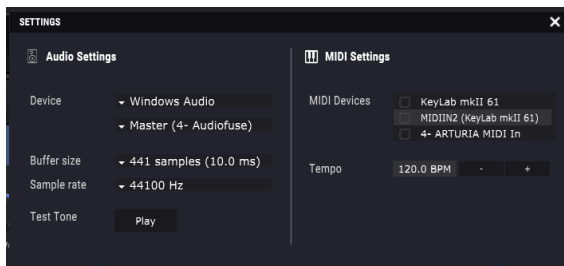 SETTINGS
Audio Settings
Device
Windows Audio
Master (4- Audiofuse)
Buffer size
441 samples (10.0 ms)
Sample rate
44100 Hz
Test Tone
Play
MIDI Settings
MIDI Devices
KeyLab mkII 61
MIDIIN2 (KeyLab mkII 61)
4- ARTURIA MIDI In
Tempo
120.0 BPM - +